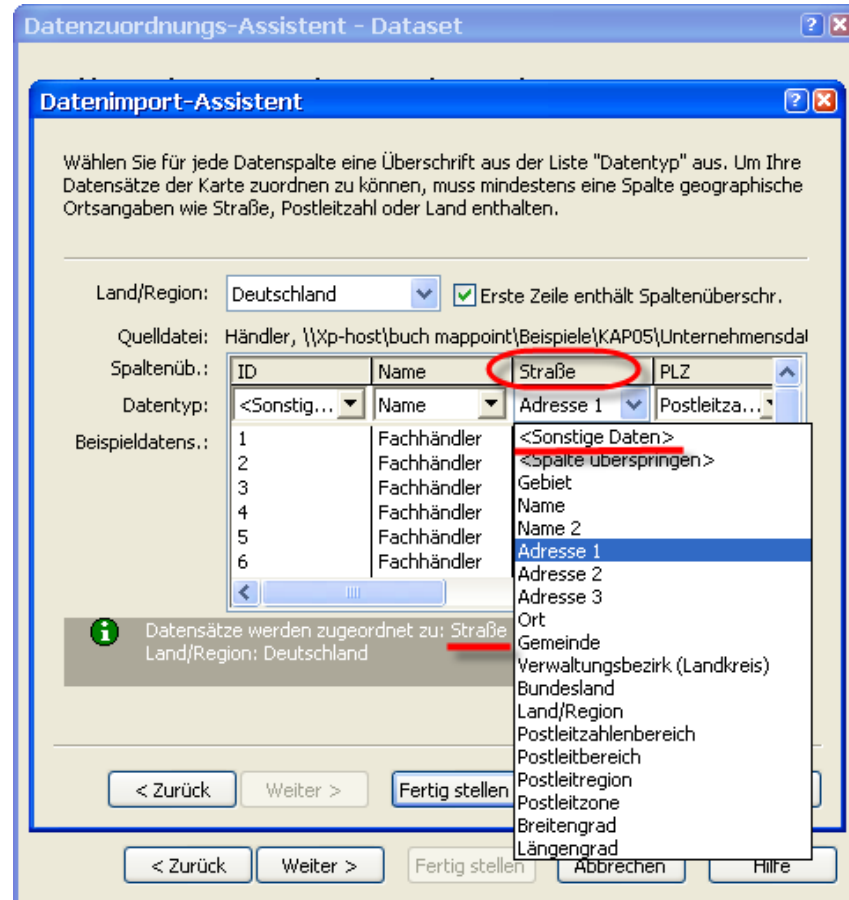 Datenzuordnungs-Assistent - Dataset
Datenimport-Assistent
Wählen Sie für jede Datenspalte eine Überschrift aus der Liste "Datentyp" aus. Um Ihre
Datensätze der Karte zuordnen zu können, muss mindestens eine Spalte geographische
Ortsangaben wie Straße, Postleitzahl oder Land enthalten.
Land/Region: Deutschland Erste Zeile enthält Spaltenüberschr.
Quelldatei: Händler, \\Xp-host\buch mappoint\Beispiele\KAP05\Unternehmensdat
Spaltenüb.: ID Name Straße PLZ
Datentyp: <Sonstig... Name Adresse 1 Postleitza...
Beispieldatens.:
1 Fachhändler
2 Fachhändler
3 Fachhändler
4 Fachhändler
5 Fachhändler
6 Fachhändler
<Sonstige Daten>
<Spalte überspringen>
Gebiet
Name
Name 2
Adresse 1
Adresse 2
Adresse 3
Ort
Gemeinde
Verwaltungsbezirk (Landkreis)
Bundesland
Land/Region
Postleitzahlenbereich
Postleitbereich
Postleitregion
Postleitzone
Breitengrad
Längengrad
Datensätze werden zugeordnet zu: Straße
Land/Region: Deutschland
< Zurück Weiter > Fertig stellen
< Zurück Weiter > Fertig stellen Abbrechen Hilfe